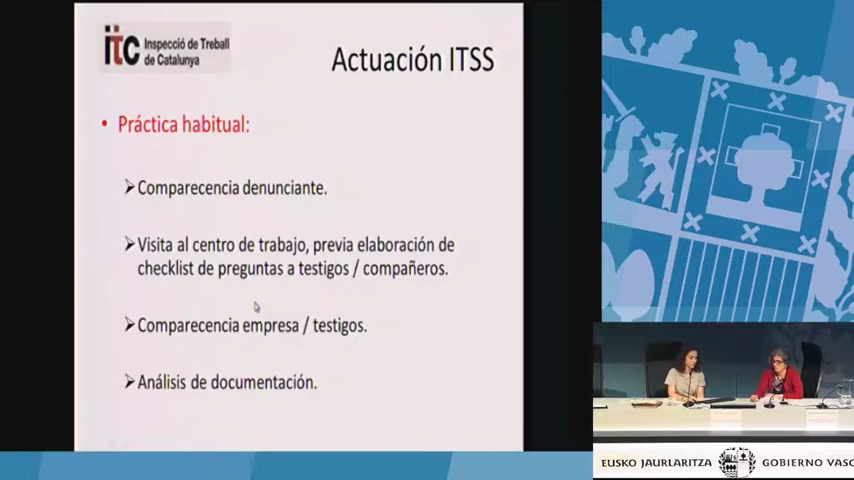 itc Inspecció de Treball
de Catalunya
Actuación ITSS
• Práctica habitual:
➢Comparecencia denunciante.
➢Visita al centro de trabajo, previa elaboración de
checklist de preguntas a testigos / compañeros.
➢Comparecencia empresa / testigos.
➢Análisis de documentación.
EUSKO JAURLARITZA GOBIERNO VASC